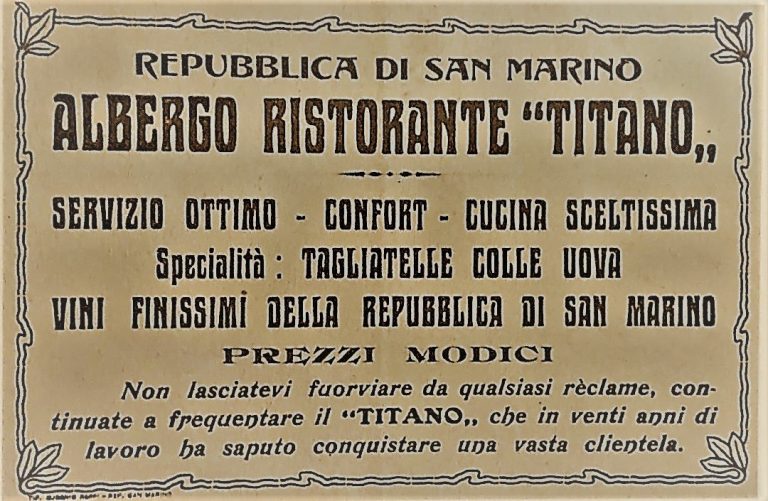 REPUBBLICA DI SAN MARINO
ALBERGO RISTORANTE “TITANO„
SERVIZIO OTTIMO - CONFORT - CUCINA SCELTISSIMA
Specialità : TAGLIATELLE COLLE UOVA
VINI FINISSIMI DELLA REPUBBLICA DI SAN MARINO
PREZZI MODICI
Non lasciatevi fuorviare da qualsiasi rèclame, con-
tinuate a frequentare il “TITANO„ che in venti anni di
lavoro ha saputo conquistare una vasta clientela.
SAN MARINO